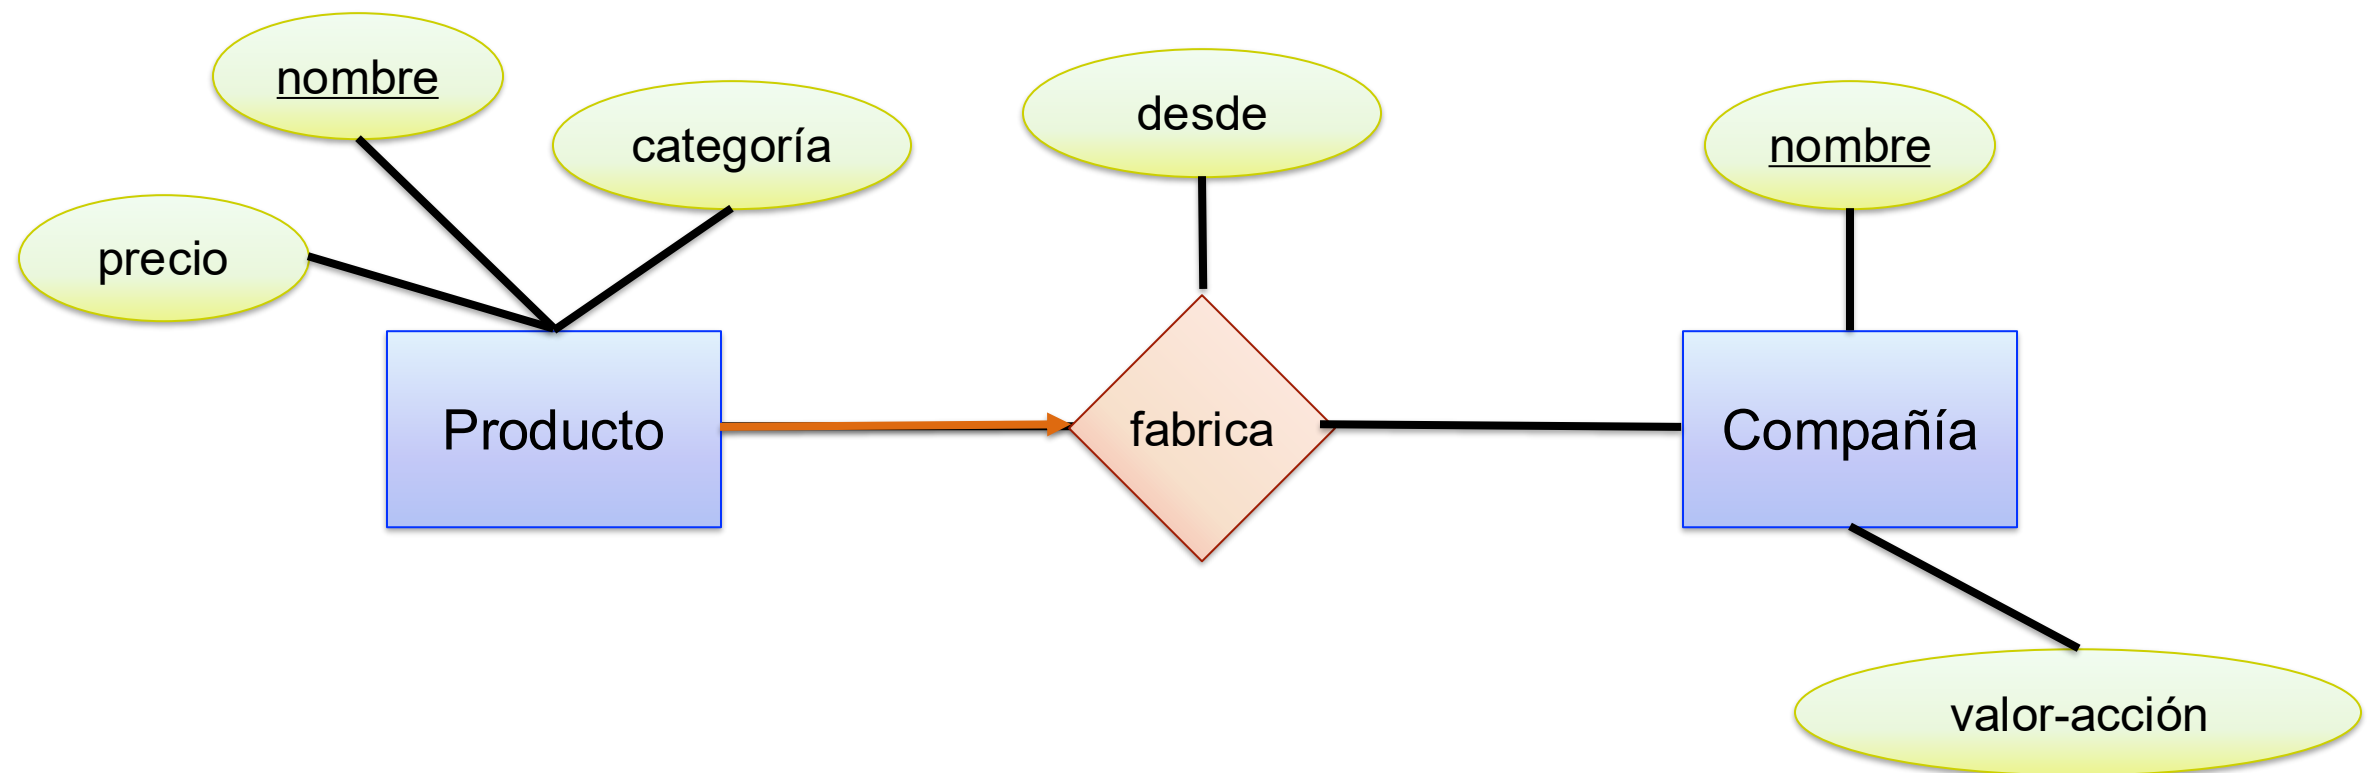 nombre
categoría
desde
nombre
precio
Producto
fabrica
Compañía
valor-acción